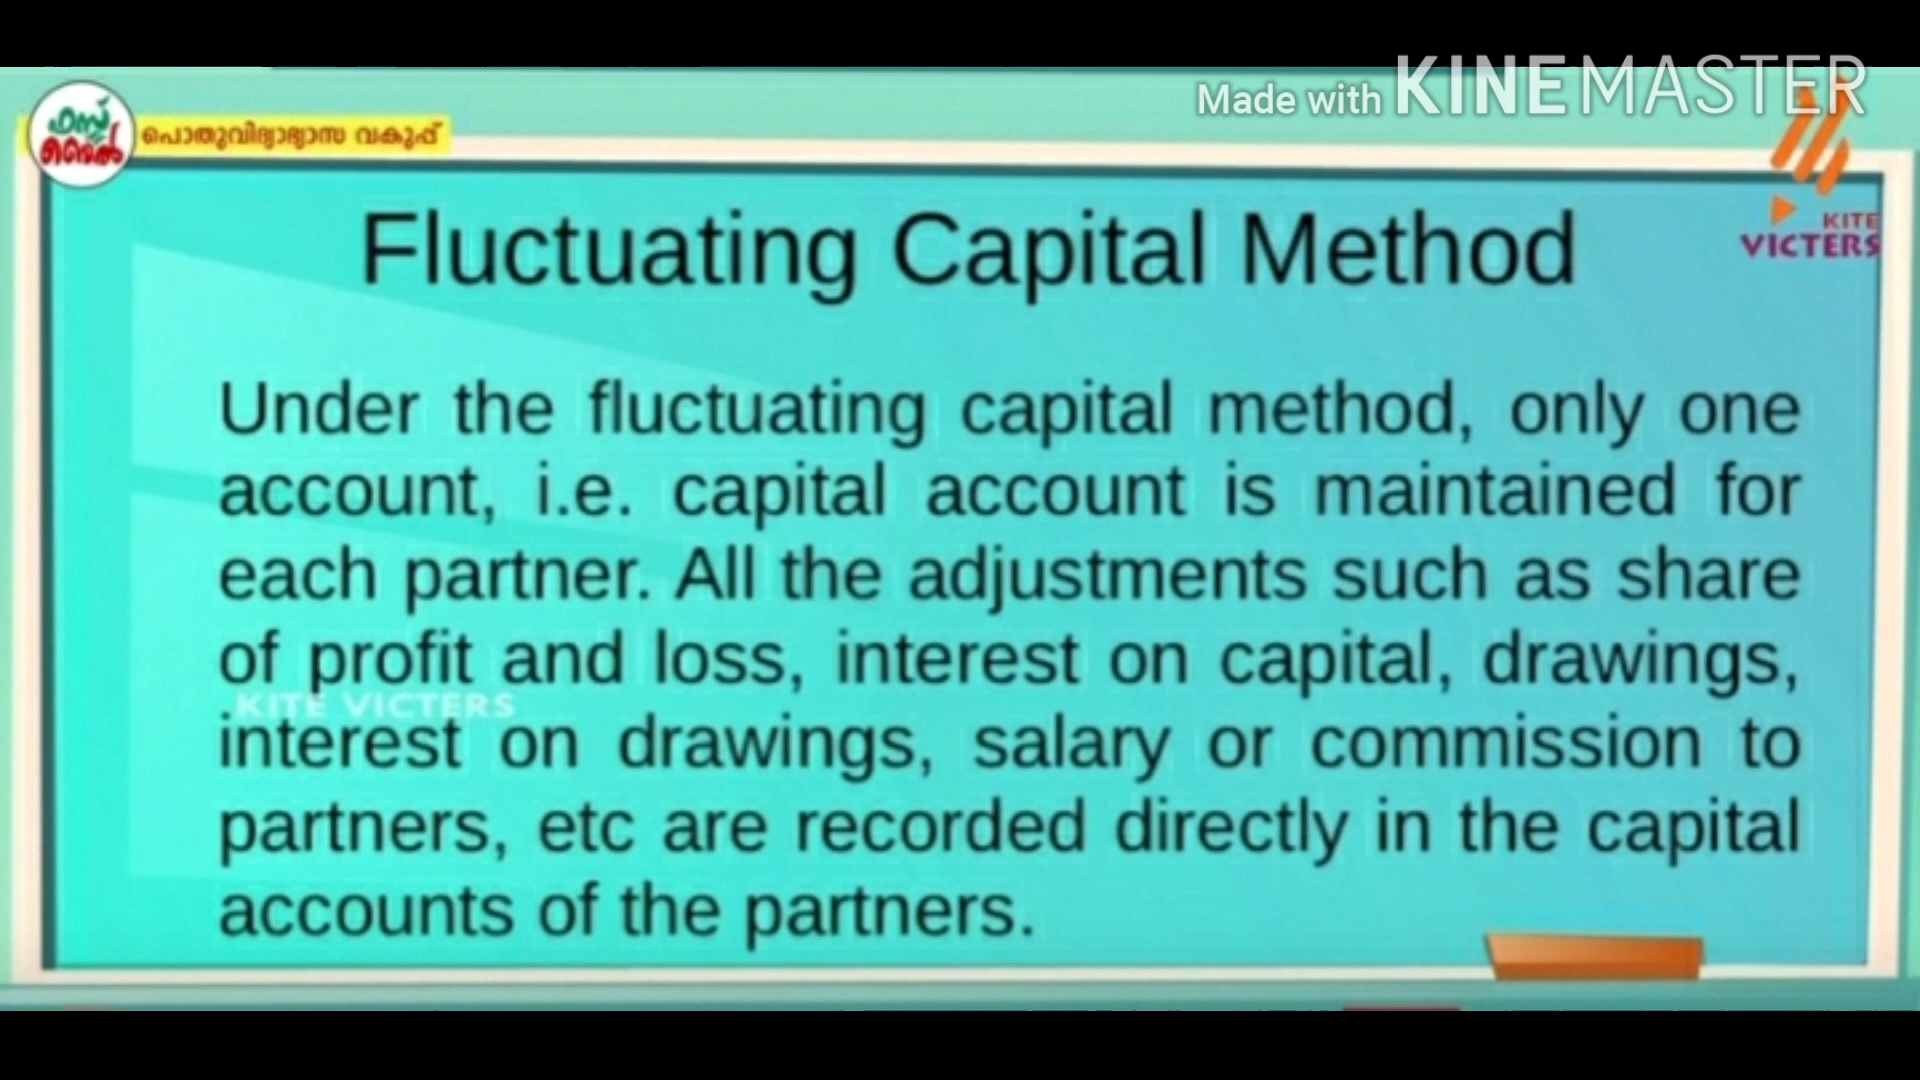 Made with KINEMASTER
ഫസ്റ്റ്
ബെൽ
പൊതുവിദ്യാഭ്യാസ വകുപ്പ്
KITE
VICTERS
Fluctuating Capital Method
Under the fluctuating capital method, only one
account, i.e. capital account is maintained for
each partner. All the adjustments such as share
of profit and loss, interest on capital, drawings,
KITE VICTERS
interest on drawings, salary or commission to
partners, etc are recorded directly in the capital
accounts of the partners.